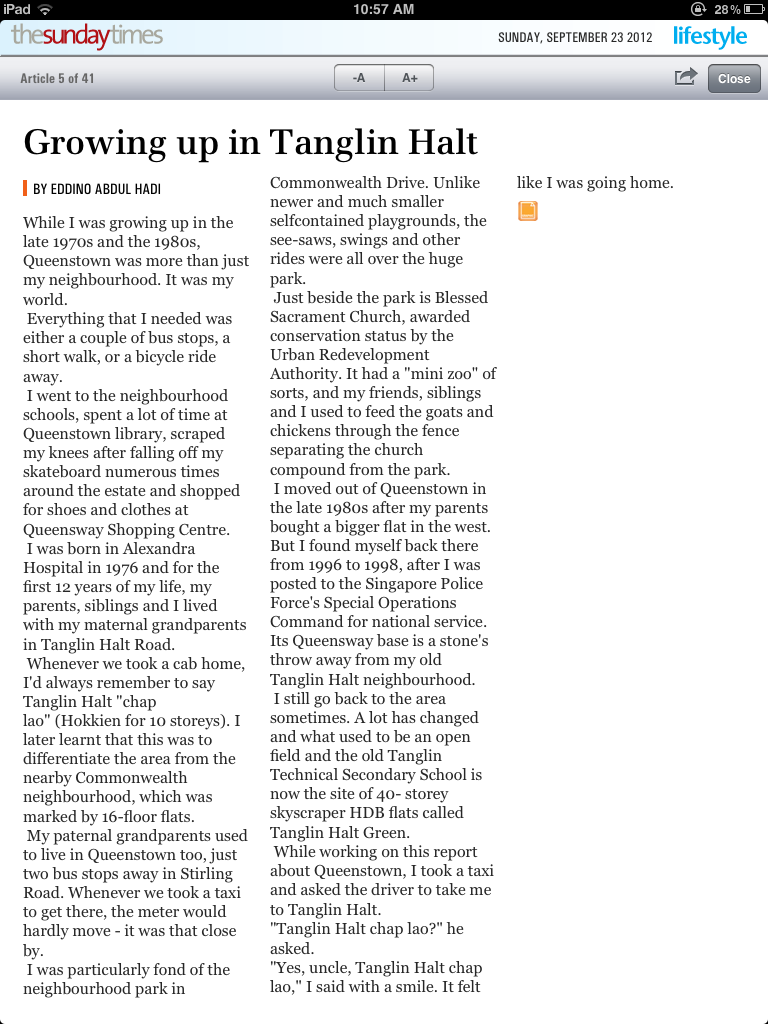 iPad
10:57 AM
28%
thesundaytimes
SUNDAY, SEPTEMBER 23 2012
lifestyle
Article 5 of 41
-A
A+
Close
Growing up in Tanglin Halt
BY EDDINO ABDUL HADI
While I was growing up in the
late 1970s and the 1980s,
Queenstown was more than just
my neighbourhood. It was my
world.
Everything that I needed was
either a couple of bus stops, a
short walk, or a bicycle ride
away.
I went to the neighbourhood
schools, spent a lot of time at
Queenstown library, scraped
my knees after falling off my
skateboard numerous times
around the estate and shopped
for shoes and clothes at
Queensway Shopping Centre.
I was born in Alexandra
Hospital in 1976 and for the
first 12 years of my life, my
parents, siblings and I lived
with my maternal grandparents
in Tanglin Halt Road.
Whenever we took a cab home,
I'd always remember to say
Tanglin Halt "chap
lao" (Hokkien for 10 storeys). I
later learnt that this was to
differentiate the area from the
nearby Commonwealth
neighbourhood, which was
marked by 16-floor flats.
My paternal grandparents used
to live in Queenstown too, just
two bus stops away in Stirling
Road. Whenever we took a taxi
to get there, the meter would
hardly move - it was that close
by.
I was particularly fond of the
neighbourhood park in
Commonwealth Drive. Unlike
newer and much smaller
selfcontained playgrounds, the
see-saws, swings and other
rides were all over the huge
park.
Just beside the park is Blessed
Sacrament Church, awarded
conservation status by the
Urban Redevelopment
Authority. It had a "mini zoo" of
sorts, and my friends, siblings
and I used to feed the goats and
chickens through the fence
separating the church
compound from the park.
I moved out of Queenstown in
the late 1980s after my parents
bought a bigger flat in the west.
But I found myself back there
from 1996 to 1998, after I was
posted to the Singapore Police
Force's Special Operations
Command for national service.
Its Queensway base is a stone's
throw away from my old
Tanglin Halt neighbourhood.
I still go back to the area
sometimes. A lot has changed
and what used to be an open
field and the old Tanglin
Technical Secondary School is
now the site of 40- storey
skyscraper HDB flats called
Tanglin Halt Green.
While working on this report
about Queenstown, I took a taxi
and asked the driver to take me
to Tanglin Halt.
"Tanglin Halt chap lao?" he
asked.
"Yes, uncle, Tanglin Halt chap
lao," I said with a smile. It felt
like I was going home.